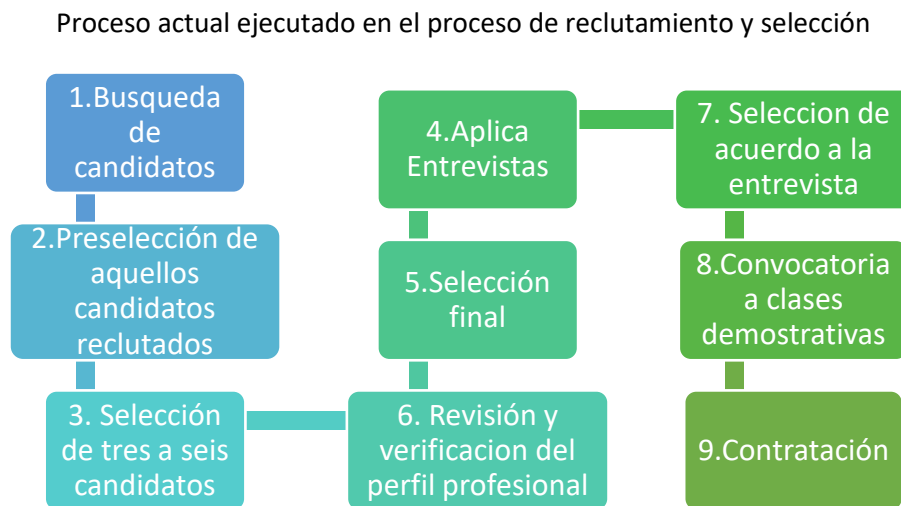 Proceso actual ejecutado en el proceso de reclutamiento y selección
1.Busqueda
de
candidatos
2.Preselección de
aquellos
candidatos
reclutados
3. Selección
de tres a seis
candidatos
4.Aplica
Entrevistas
5.Selección
final
6. Revisión y
verificacion del
perfil profesional
7. Seleccion de
acuerdo a la
entrevista
8.Convocatoria
a clases
demostrativas
9.Contratación